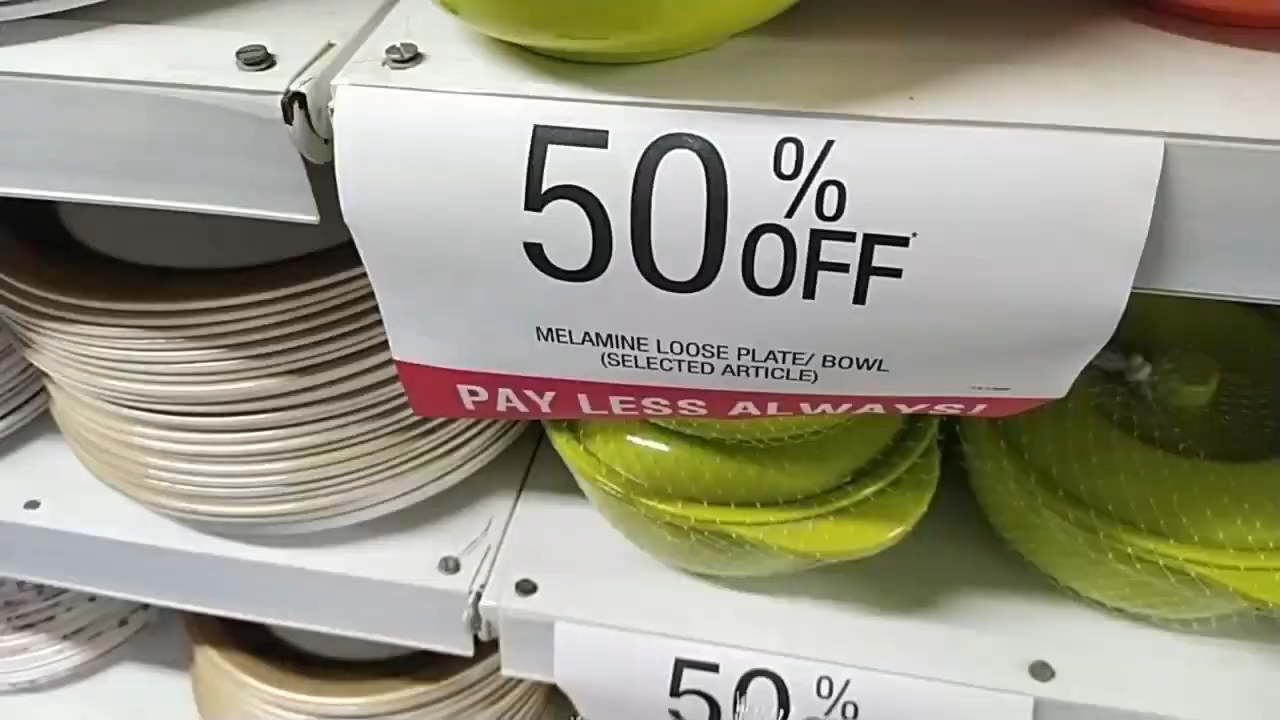 50% OFF*
MELAMINE LOOSE PLATE/ BOWL
(SELECTED ARTICLE)
PAY LESS ALWAYS!
50%